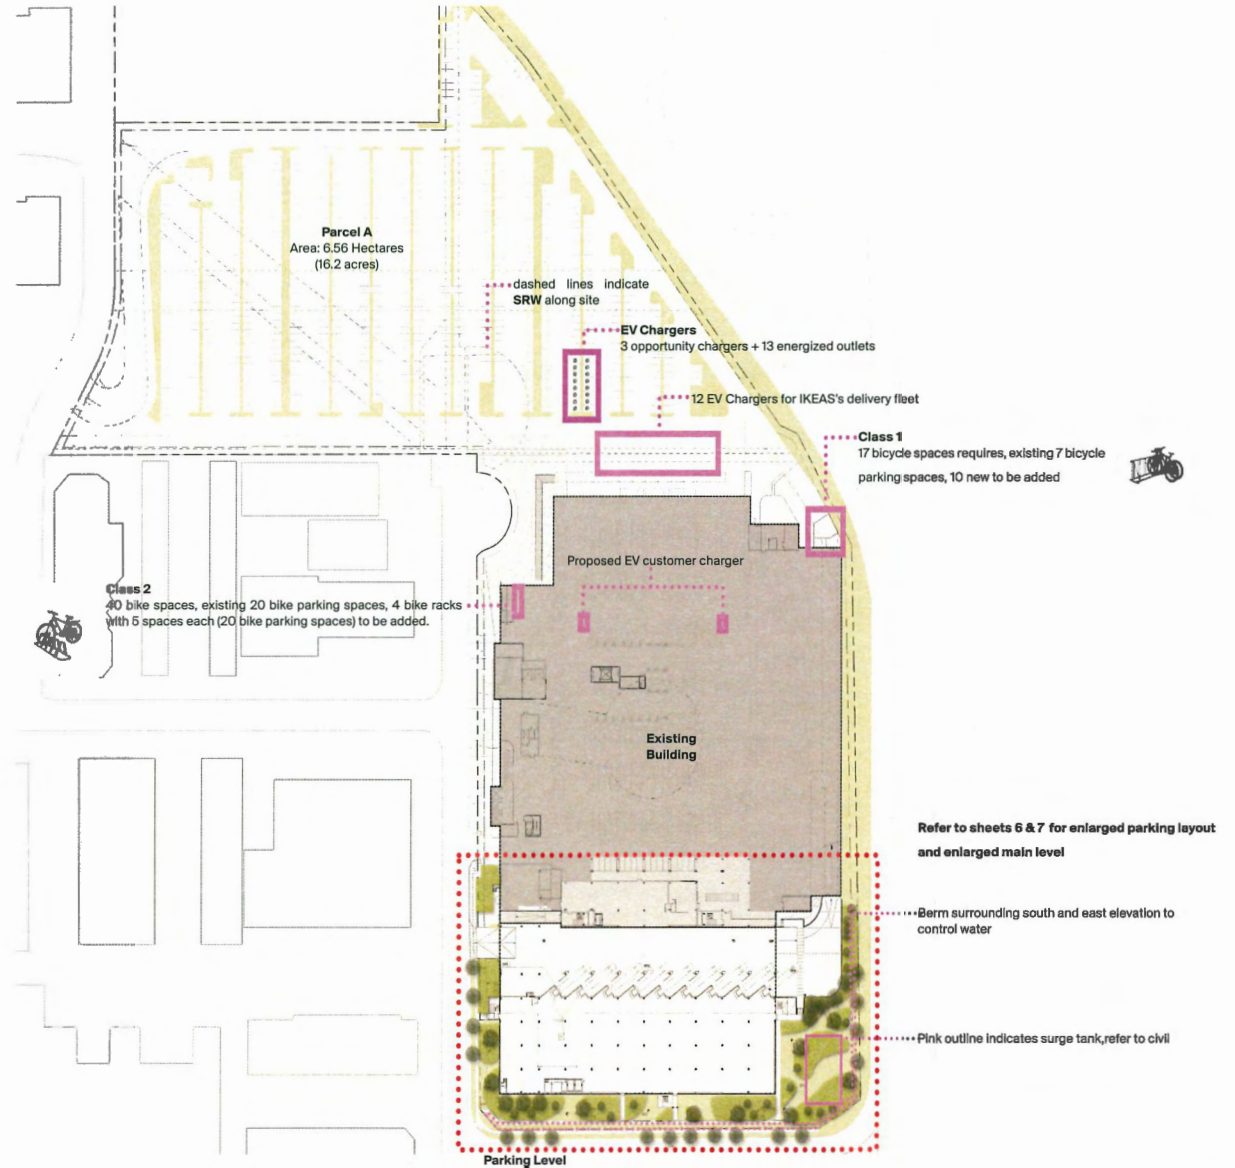 Parcel A
Area: 6.56 Hectares
(16.2 acres)
dashed lines indicate
SRW along site
EV Chargers
3 opportunity chargers + 13 energized outlets
12 EV Chargers for IKEAS's delivery fleet
Class 1
17 bicycle spaces requires, existing 7 bicycle
parking spaces, 10 new to be added
Proposed EV customer charger
Class 2
40 bike spaces, existing 20 bike parking spaces, 4 bike racks
with 5 spaces each (20 bike parking spaces) to be added.
Existing
Building
Refer to sheets 6 & 7 for enlarged parking layout
and enlarged main level
Berm surrounding south and east elevation to
control water
Pink outline indicates surge tank,refer to civil
Parking Level